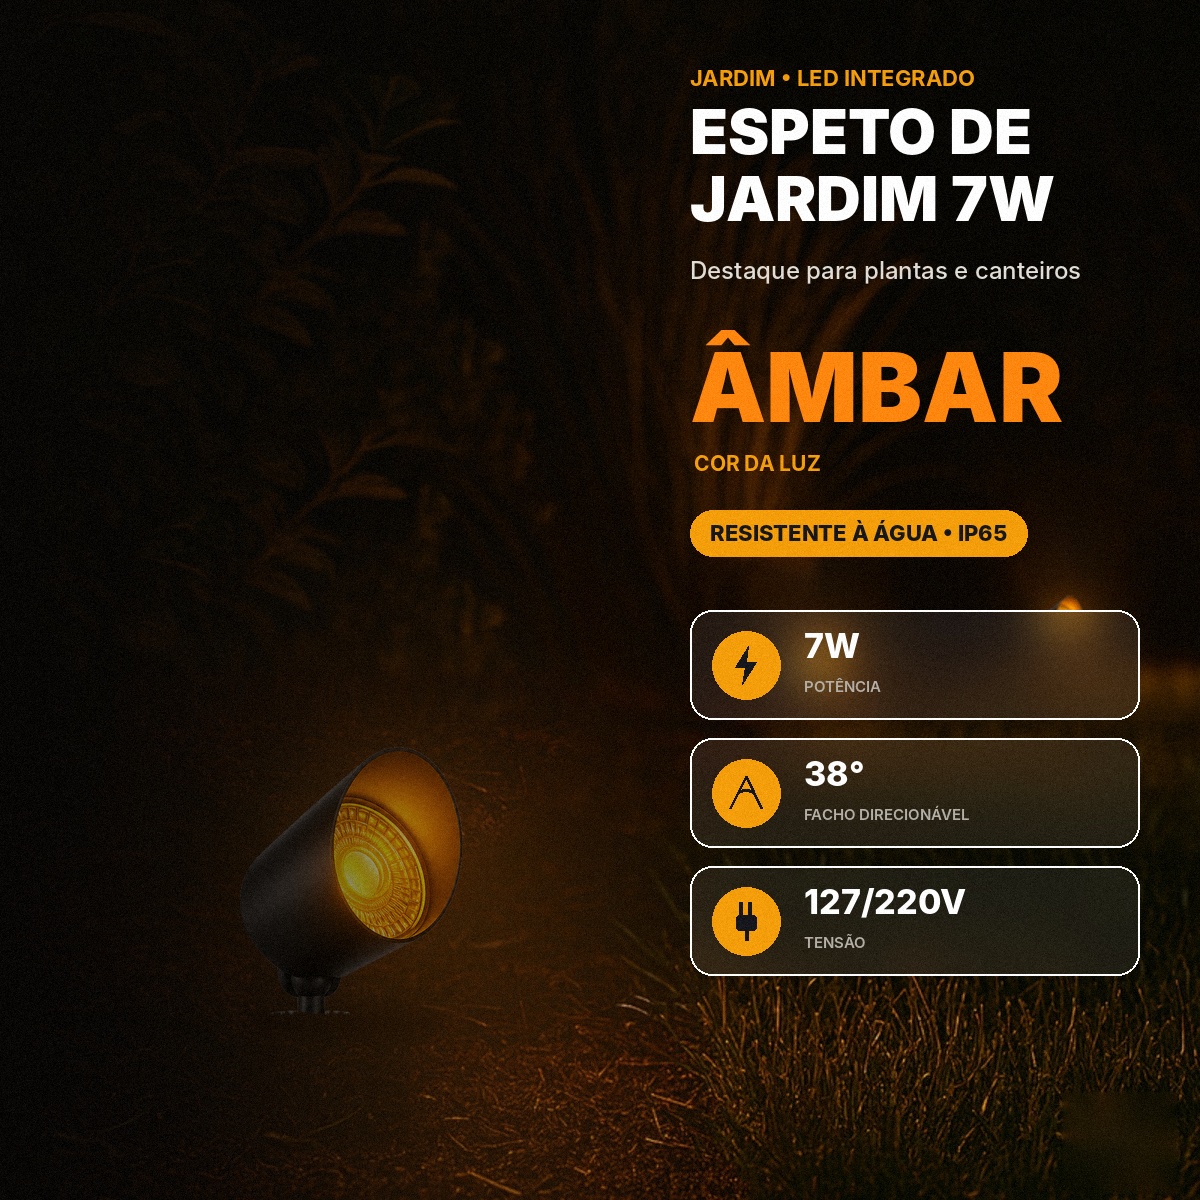 JARDIM • LED INTEGRADO
ESPETO DE
JARDIM 7W
Destaque para plantas e canteiros
ÂMBAR
COR DA LUZ
RESISTENTE À ÁGUA • IP65
7W
POTÊNCIA
38°
FACHO DIRECIONÁVEL
127/220V
TENSÃO